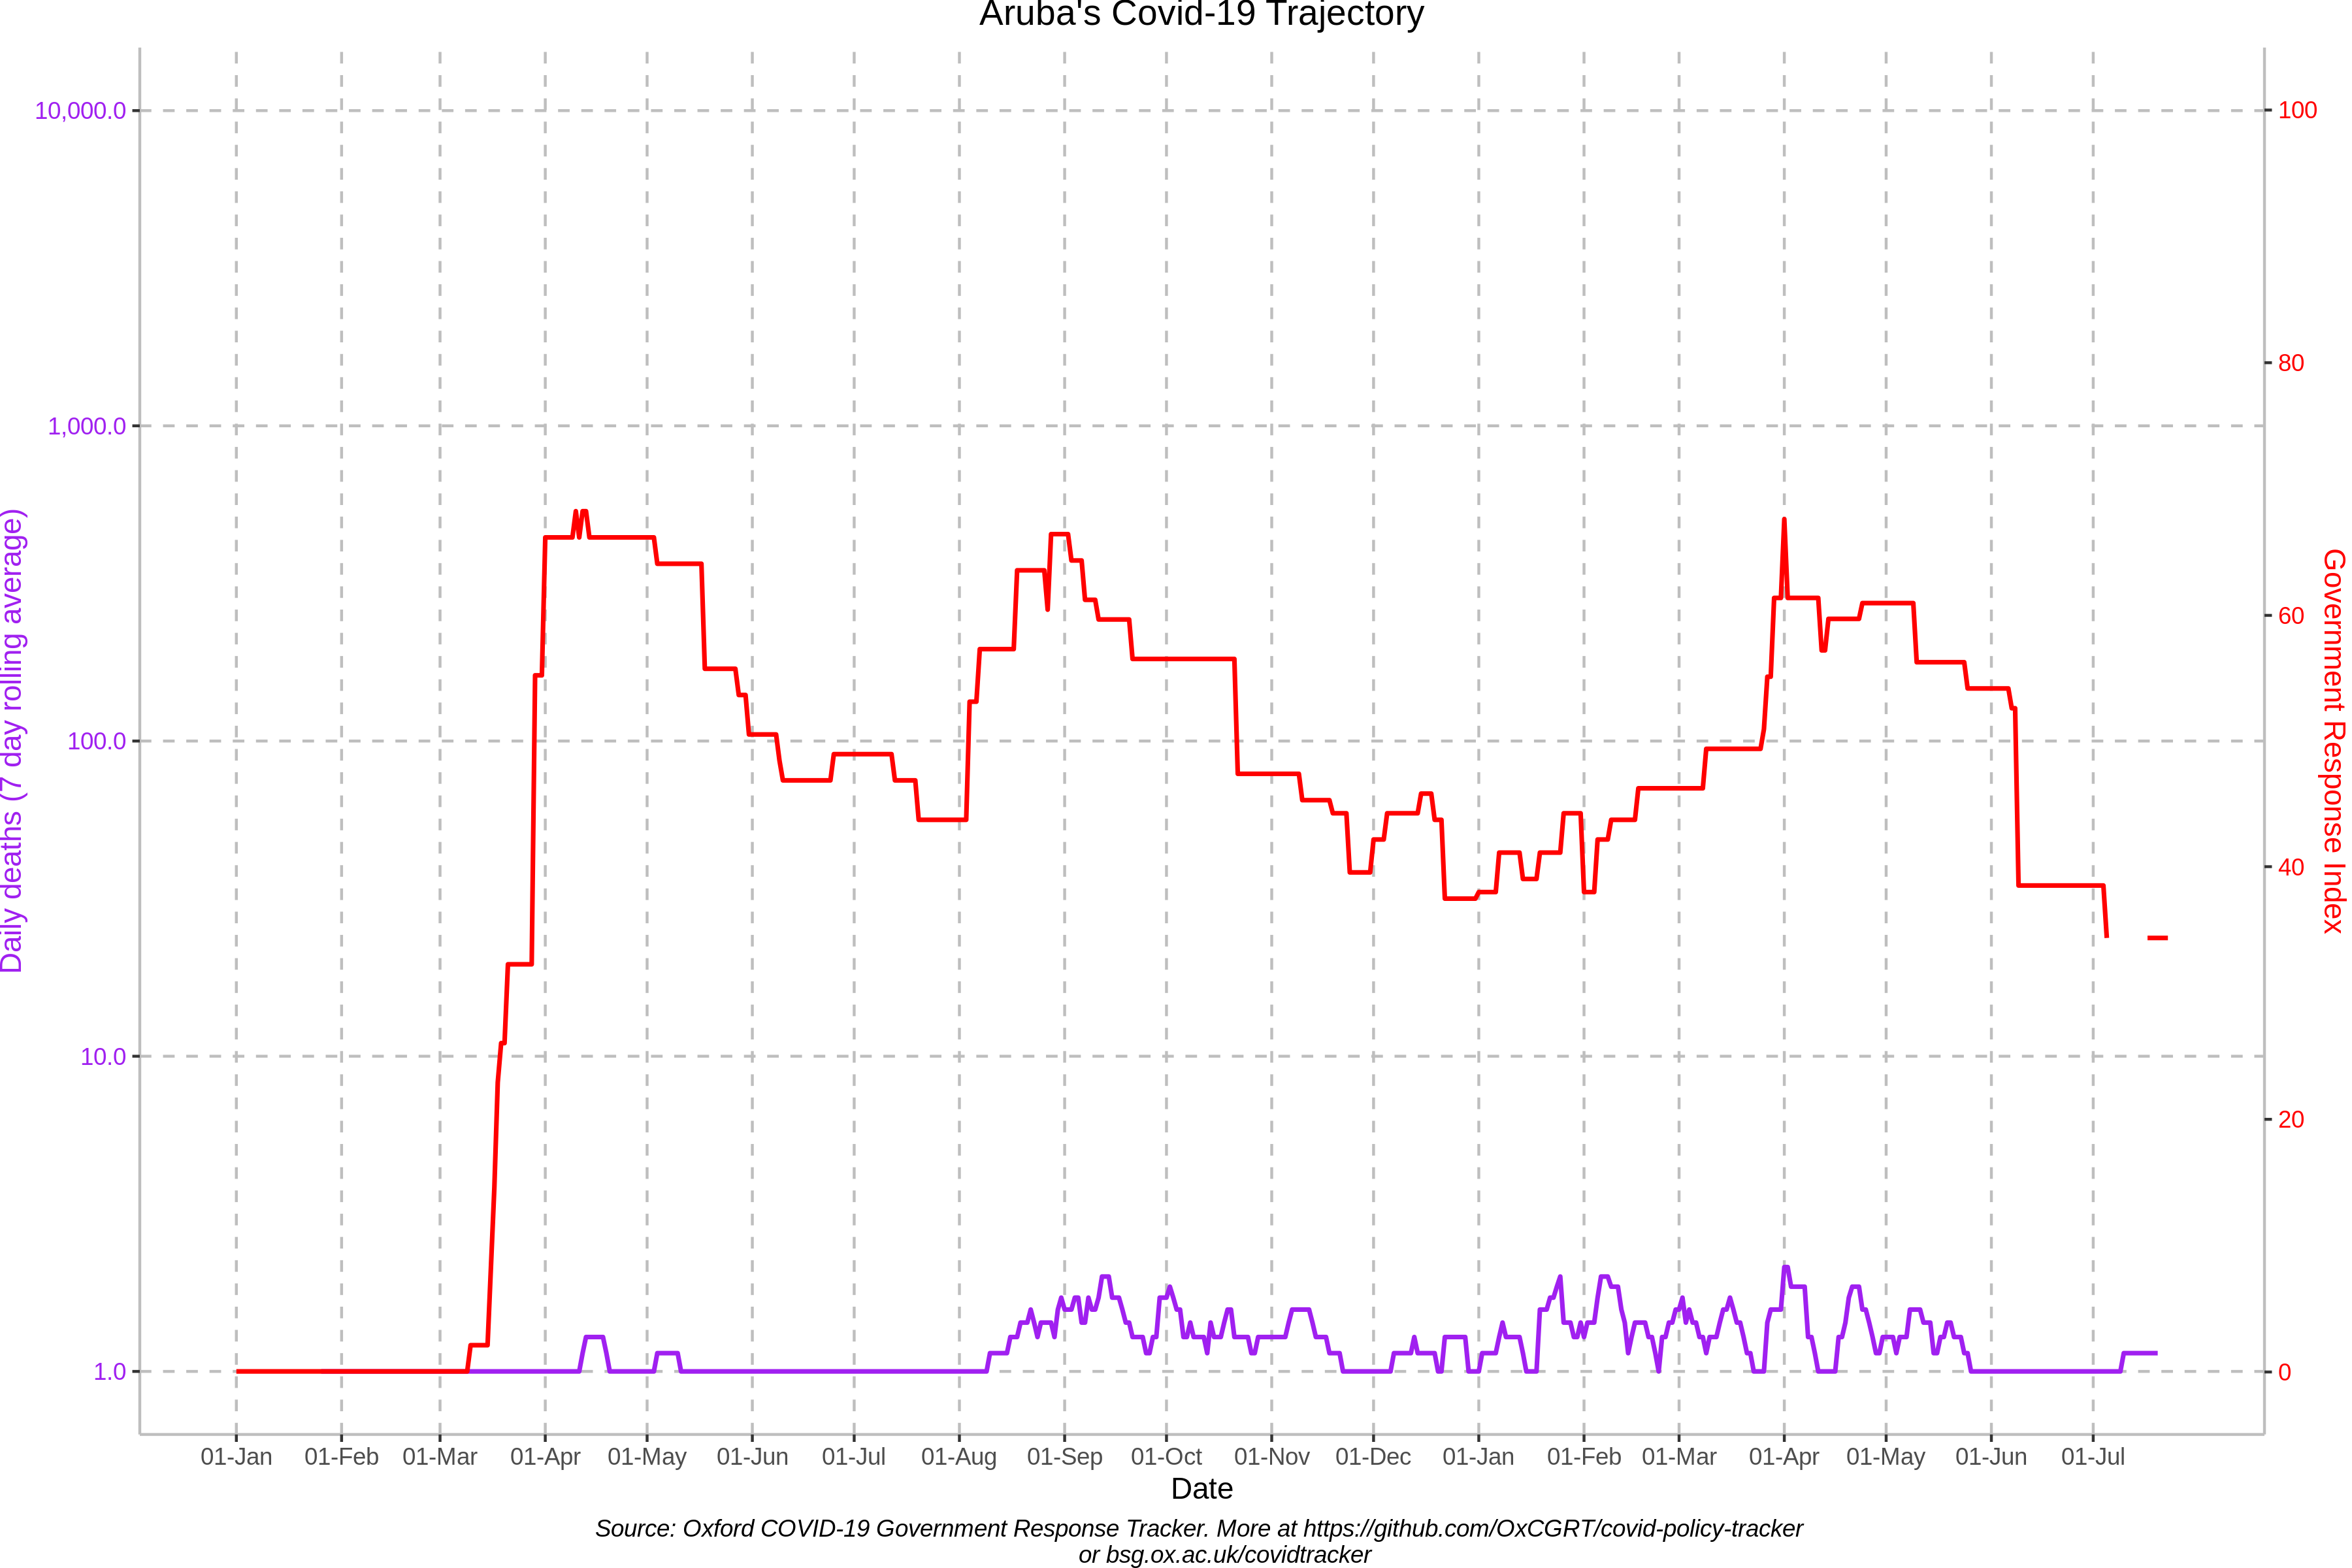 Aruba's Covid-19 Trajectory
10,000.0
1,000.0
100.0
10.0
1.0
Daily deaths (7 day rolling average)
100
80
60
40
20
0
Government Response Index
01-Jan 01-Feb 01-Mar 01-Apr 01-May 01-Jun 01-Jul 01-Aug 01-Sep 01-Oct 01-Nov 01-Dec 01-Jan 01-Feb 01-Mar 01-Apr 01-May 01-Jun 01-Jul
Date
Source: Oxford COVID-19 Government Response Tracker. More at https://github.com/OxCGRT/covid-policy-tracker
or bsg.ox.ac.uk/covidtracker